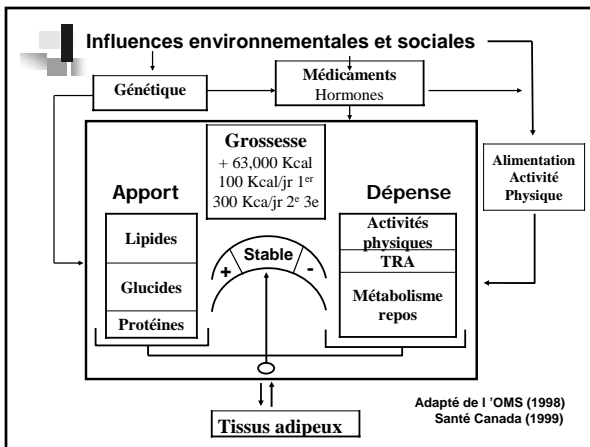 Influences environnementales et sociales
Génétique
Médicaments
Hormones
Grossesse
+ 63,000 Kcal
100 Kcal/jr 1er
300 Kca/jr 2e 3e
Alimentation
Activité
Physique
Apport
Dépense
Lipides
Glucides
Protéines
+ Stable -
Activités
physiques
TRA
Métabolisme
repos
Tissus adipeux
Adapté de l 'OMS (1998)
Santé Canada (1999)